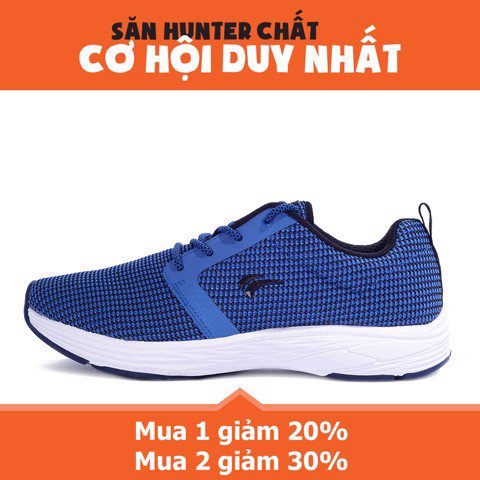 SĂN HUNTER CHẤT
CƠ HỘI DUY NHẤT
Mua 1 giảm 20%
Mua 2 giảm 30%